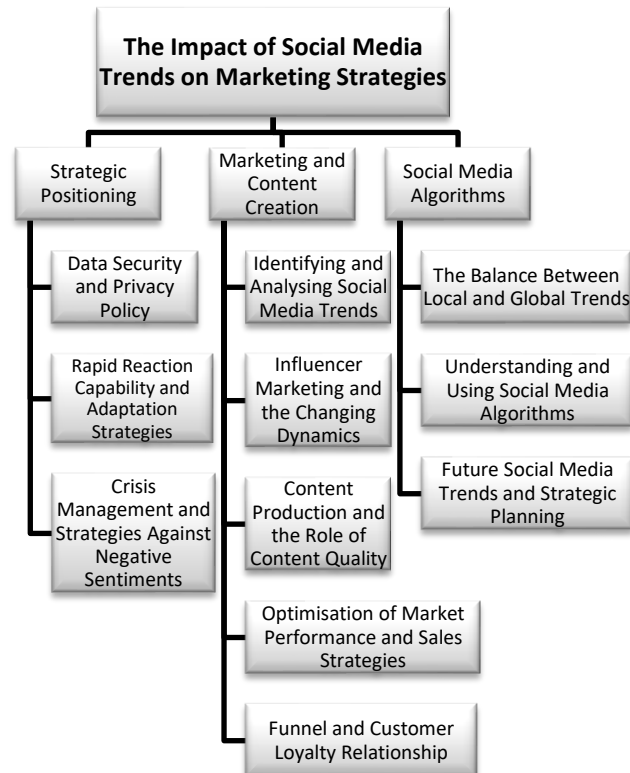 The Impact of Social Media
Trends on Marketing Strategies
Strategic
Positioning
Data Security
and Privacy
Policy
Rapid Reaction
Capability and
Adaptation
Strategies
Crisis
Management and
Strategies Against
Negative
Sentiments
Marketing and
Content
Creation
Identifying and
Analysing Social
Media Trends
Influencer
Marketing and
the Changing
Dynamics
Content
Production and
the Role of
Content Quality
Optimisation of Market
Performance and Sales
Strategies
Funnel and Customer
Loyalty Relationship
Social Media
Algorithms
The Balance Between
Local and Global Trends
Understanding and
Using Social Media
Algorithms
Future Social Media
Trends and Strategic
Planning